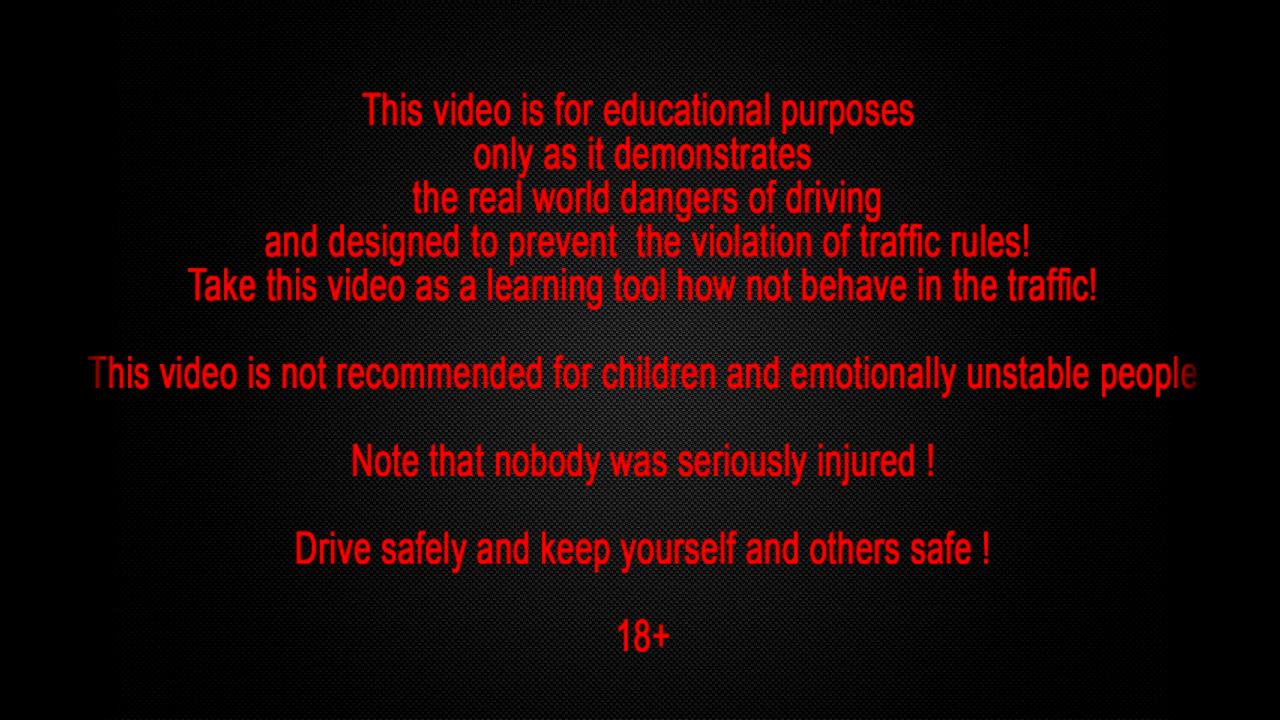 This video is for educational purposes
only as it demonstrates
the real world dangers of driving
and designed to prevent  the violation of traffic rules!
Take this video as a learning tool how not behave in the traffic!
This video is not recommended for children and emotionally unstable people
Note that nobody was seriously injured !
Drive safely and keep yourself and others safe !
18+